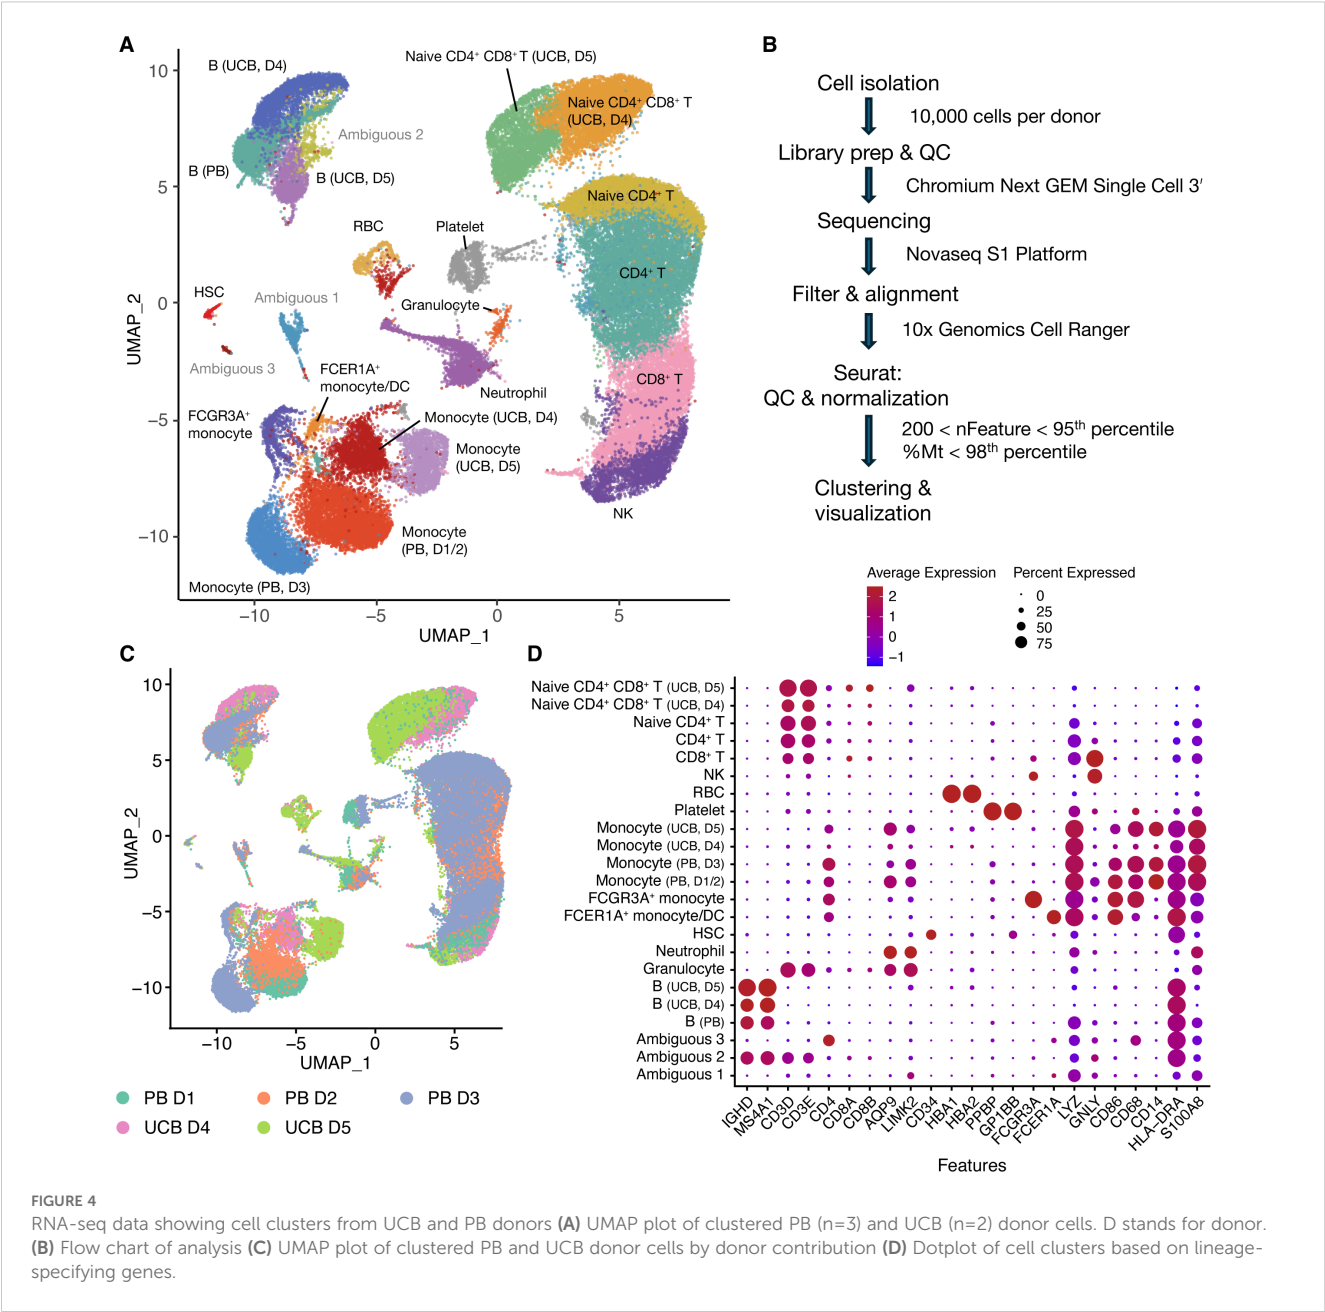 A
B (UCB, D4)
Naive CD4⁺ CD8⁺ T (UCB, D5)
Naive CD4⁺ CD8⁺ T
(UCB, D4)
Ambiguous 2
B (PB)
B (UCB, D5)
Naive CD4⁺ T
RBC
Platelet
CD4⁺ T
HSC
Ambiguous 1
Granulocyte
Ambiguous 3
FCER1A⁺
monocyte/DC
CD8⁺ T
Neutrophil
FCGR3A⁺
monocyte
Monocyte (UCB, D4)
Monocyte
(UCB, D5)
NK
Monocyte
(PB, D1/2)
Monocyte (PB, D3)
10
5
0
−5
−10
UMAP_2
−10
−5
0
5
UMAP_1
B
Cell isolation
10,000 cells per donor
Library prep & QC
Chromium Next GEM Single Cell 3′
Sequencing
Novaseq S1 Platform
Filter & alignment
10x Genomics Cell Ranger
Seurat:
QC & normalization
200 < nFeature < 95th percentile
%Mt < 98th percentile
Clustering &
visualization
C
10
5
0
−5
−10
UMAP_2
−10
−5
0
5
UMAP_1
PB D1
PB D2
PB D3
UCB D4
UCB D5
D
Average Expression
2
1
0
−1
Percent Expressed
0
25
50
75
Naive CD4⁺ CD8⁺ T (UCB, D5)
Naive CD4⁺ CD8⁺ T (UCB, D4)
Naive CD4⁺ T
CD4⁺ T
CD8⁺ T
NK
RBC
Platelet
Monocyte (UCB, D5)
Monocyte (UCB, D4)
Monocyte (PB, D3)
Monocyte (PB, D1/2)
FCGR3A⁺ monocyte
FCER1A⁺ monocyte/DC
HSC
Neutrophil
Granulocyte
B (UCB, D5)
B (UCB, D4)
B (PB)
Ambiguous 3
Ambiguous 2
Ambiguous 1
IGHD
MS4A1
CD3D
CD3E
CD4
CD8A
CD8B
AQP9
LIMK2
CD34
HBA1
HBA2
PPBP
GP1BB
FCGR3A
FCER1A
LYZ
GNLY
CD86
CD68
CD14
HLA−DRA
S100A8
Features
FIGURE 4
RNA-seq data showing cell clusters from UCB and PB donors (A) UMAP plot of clustered PB (n=3) and UCB (n=2) donor cells. D stands for donor.
(B) Flow chart of analysis (C) UMAP plot of clustered PB and UCB donor cells by donor contribution (D) Dotplot of cell clusters based on lineage-
specifying genes.